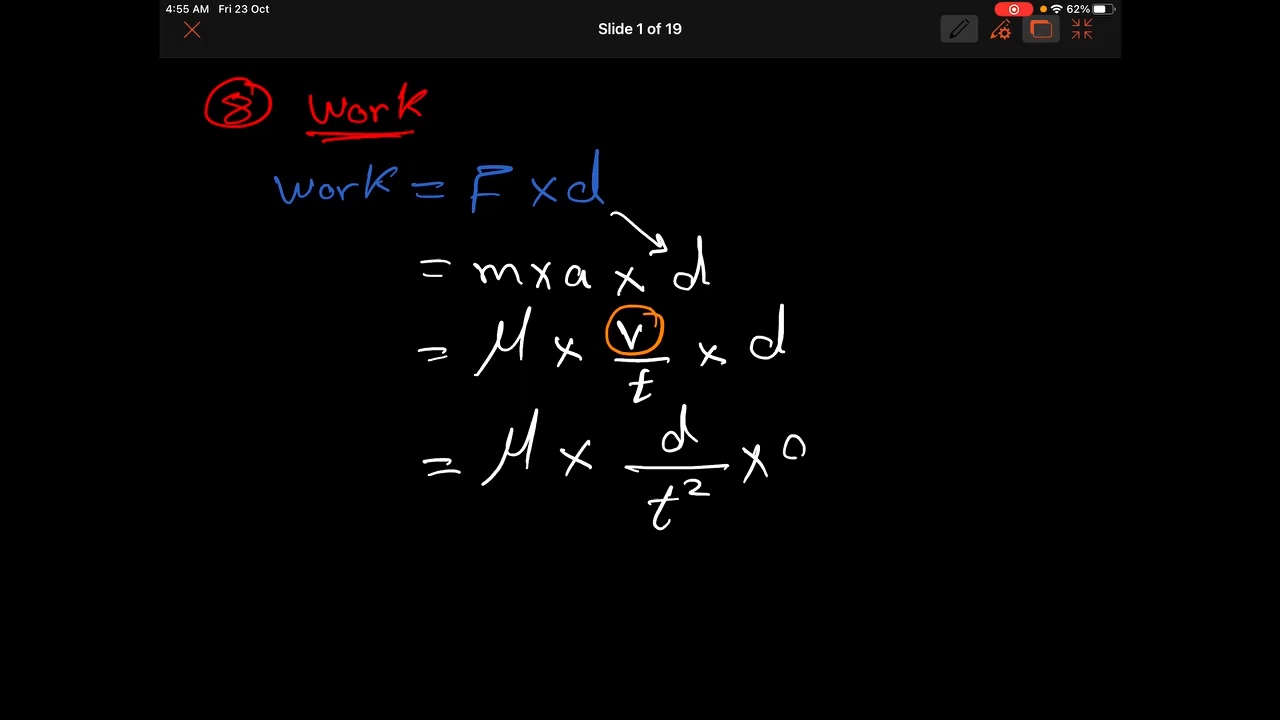 4:55 AM Fri 23 Oct 62%
Slide 1 of 19
8 Work
Work = F × d
= m × a × d
= M × v/t × d
= M × d/t² ×